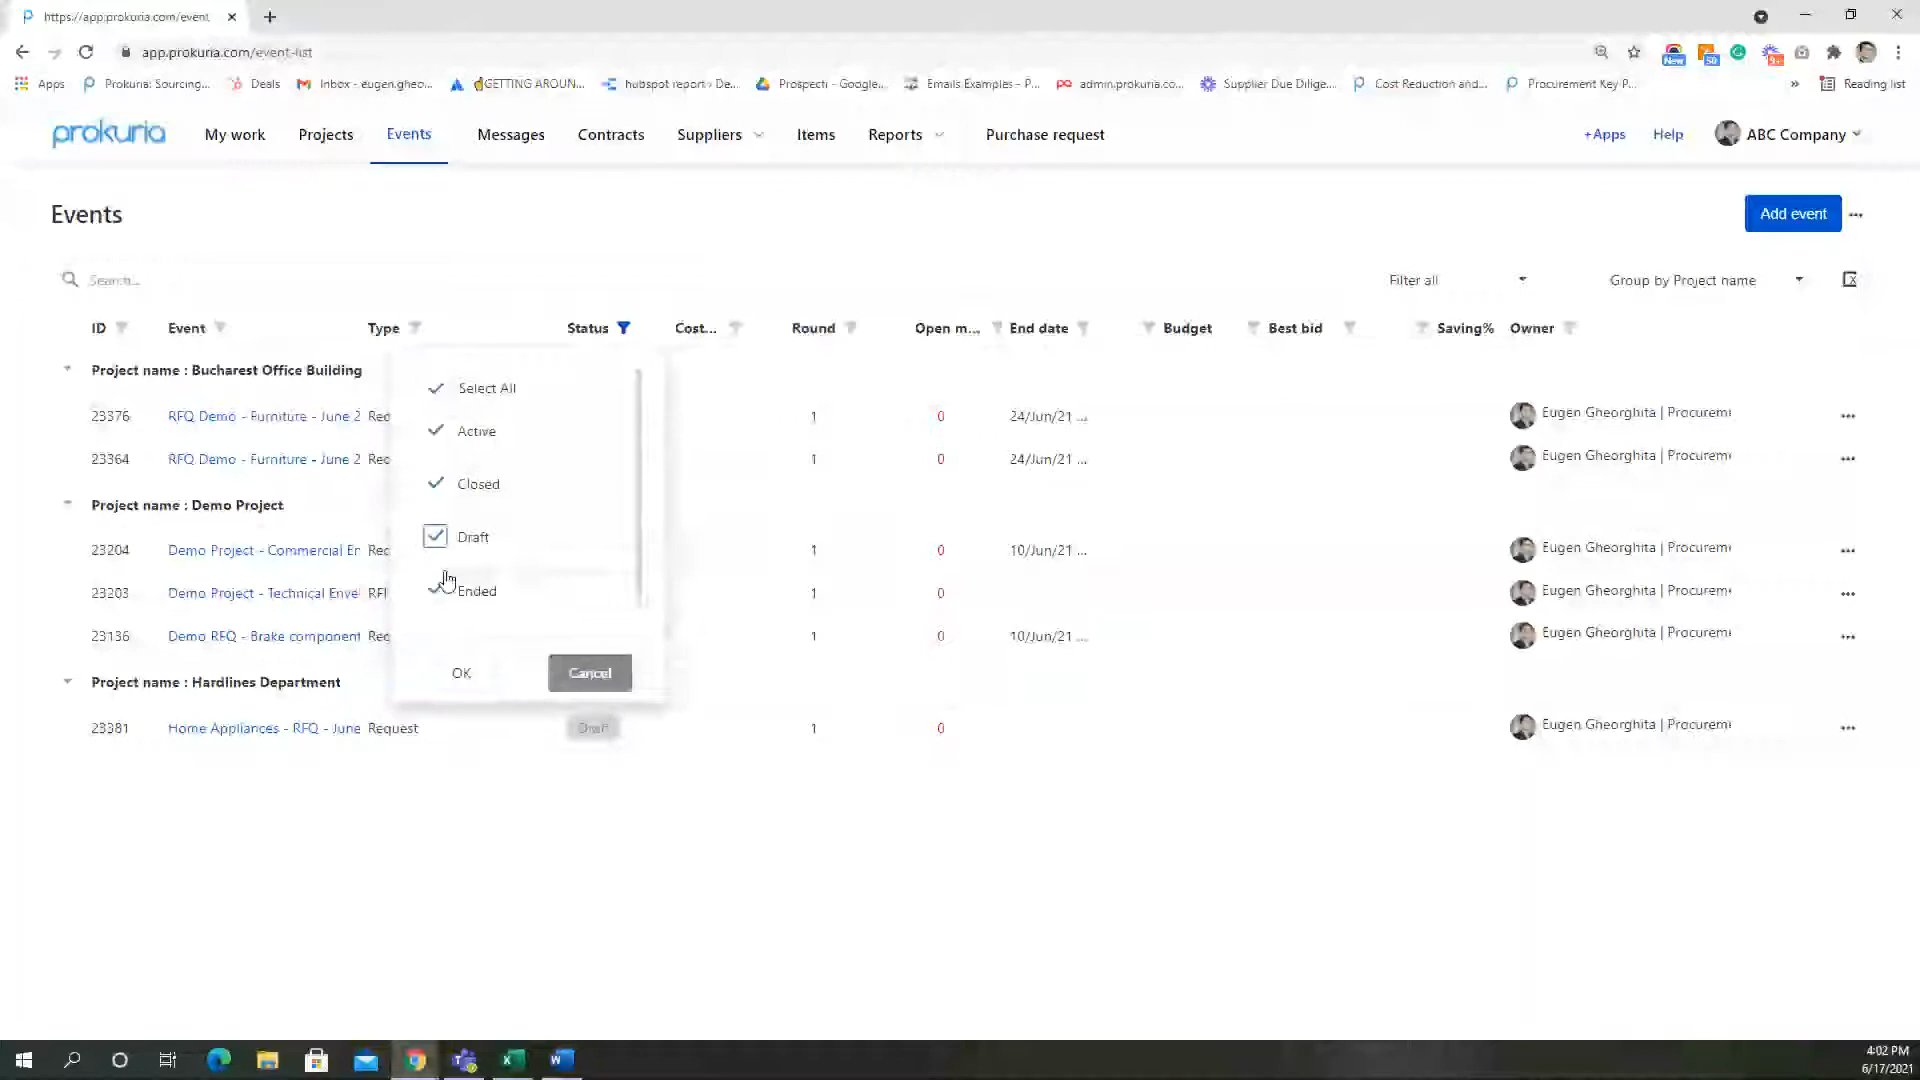 https://app.prokuria.com/event
app.prokuria.com/event-list
New 50 9+
Apps Prokuria: Sourcing... Deals Inbox - eugen.gheo... GETTING AROUN... hubspot report - De... Prospecti - Google... Emails Examples - P... admin.prokuria.co... Supplier Due Dilige... Cost Reduction and... Procurement Key P... » Reading list
prokuria My work Projects Events Messages Contracts Suppliers Items Reports Purchase request +Apps Help ABC Company
Events Add event ...
Search... Filter all Group by Project name
ID Event Type Status Cost... Round Open m... End date Budget Best bid Saving% Owner
Project name : Bucharest Office Building
Select All
23376 RFQ Demo - Furniture - June 2 Req 1 0 24/Jun/21 ... Eugen Gheorghita | Procurem ...
Active
23364 RFQ Demo - Furniture - June 2 Req 1 0 24/Jun/21 ... Eugen Gheorghita | Procurem ...
Closed
Project name : Demo Project
Draft
23204 Demo Project - Commercial En Req 1 0 10/Jun/21 ... Eugen Gheorghita | Procurem ...
Ended
23203 Demo Project - Technical Enve RFI 1 0 Eugen Gheorghita | Procurem ...
23136 Demo RFQ - Brake component Req 1 0 10/Jun/21 ... Eugen Gheorghita | Procurem ...
OK Cancel
Project name : Hardlines Department
23381 Home Appliances - RFQ - June Request Draft 1 0 Eugen Gheorghita | Procurem ...
4:02 PM
6/17/2021